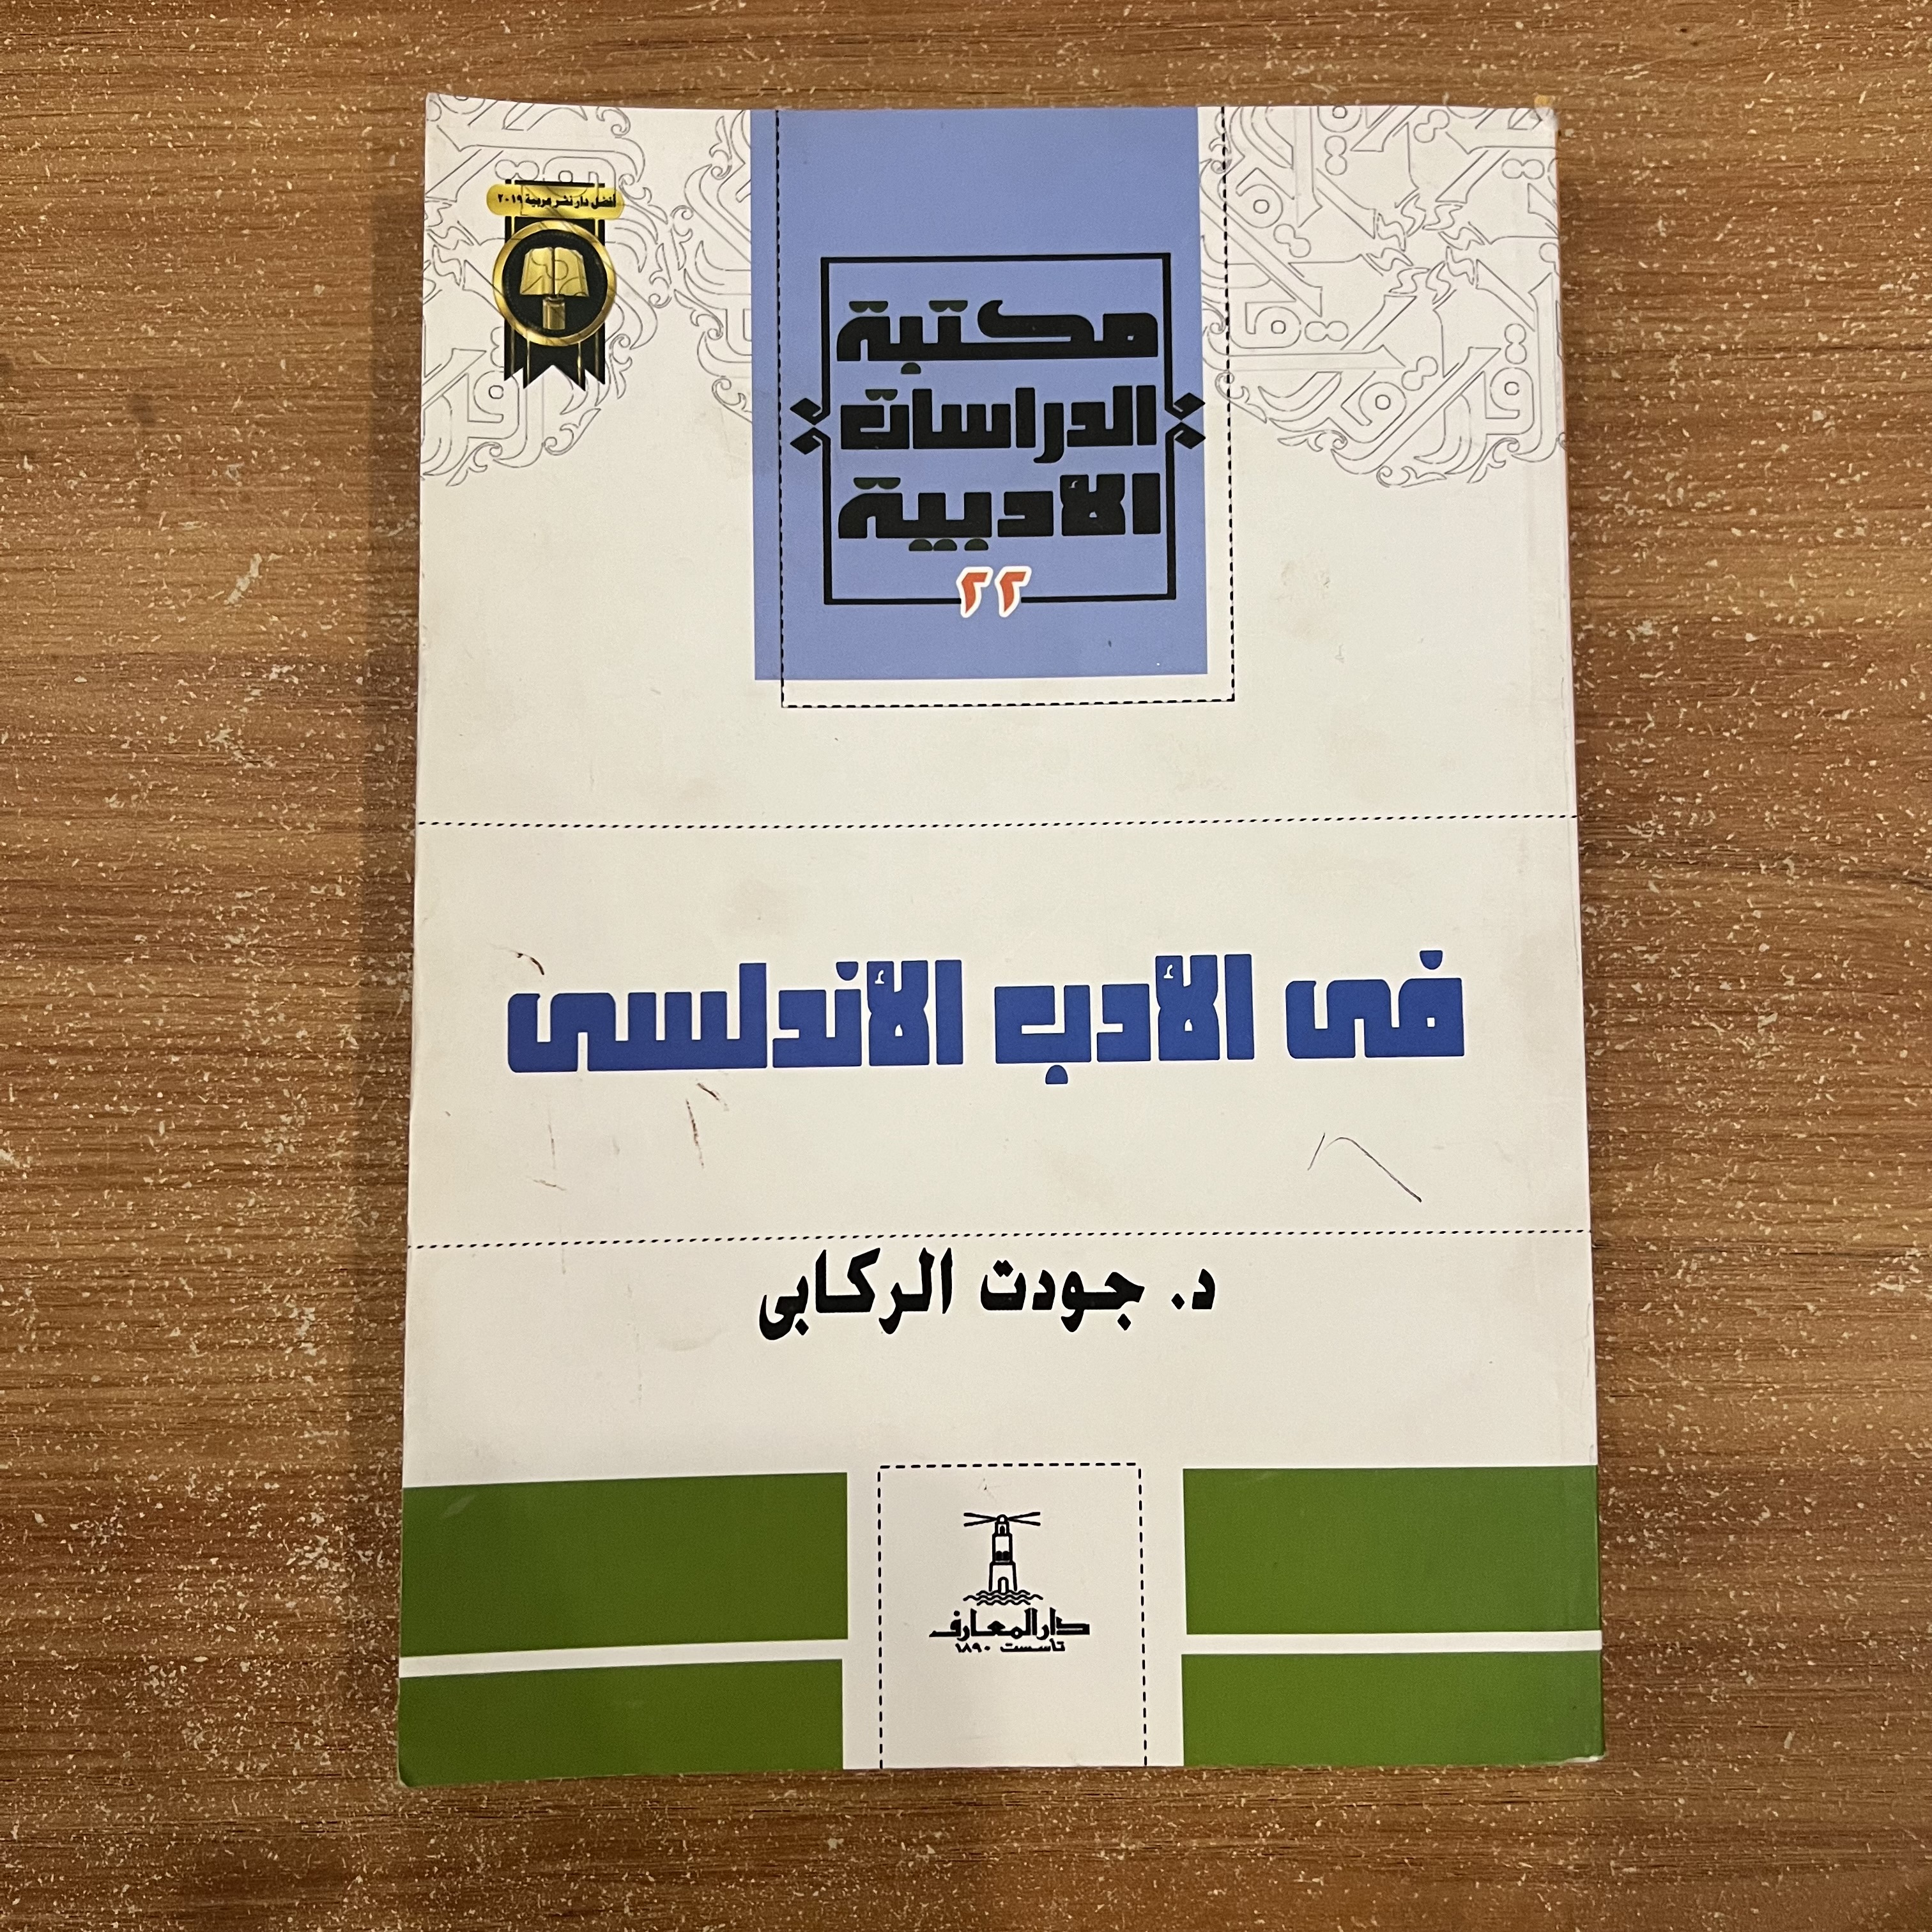 أفضل دار نشر عربية ٢٠١٩
مكتبة
الدراسات
الأدبية
٢٢
فى الأدب الأندلسى
د. جودت الركابى
دار المعارف
تأسست ١٨٩٠